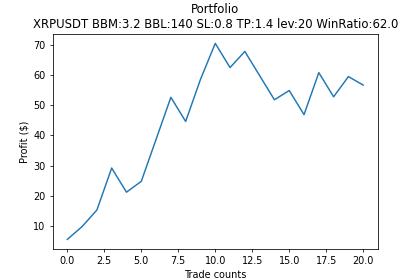 Portfolio
XRPUSDT BBM:3.2 BBL:140 SL:0.8 TP:1.4 lev:20 WinRatio:62.0
70
60
50
40
30
20
10
Profit ($)
0.0 2.5 5.0 7.5 10.0 12.5 15.0 17.5 20.0
Trade counts